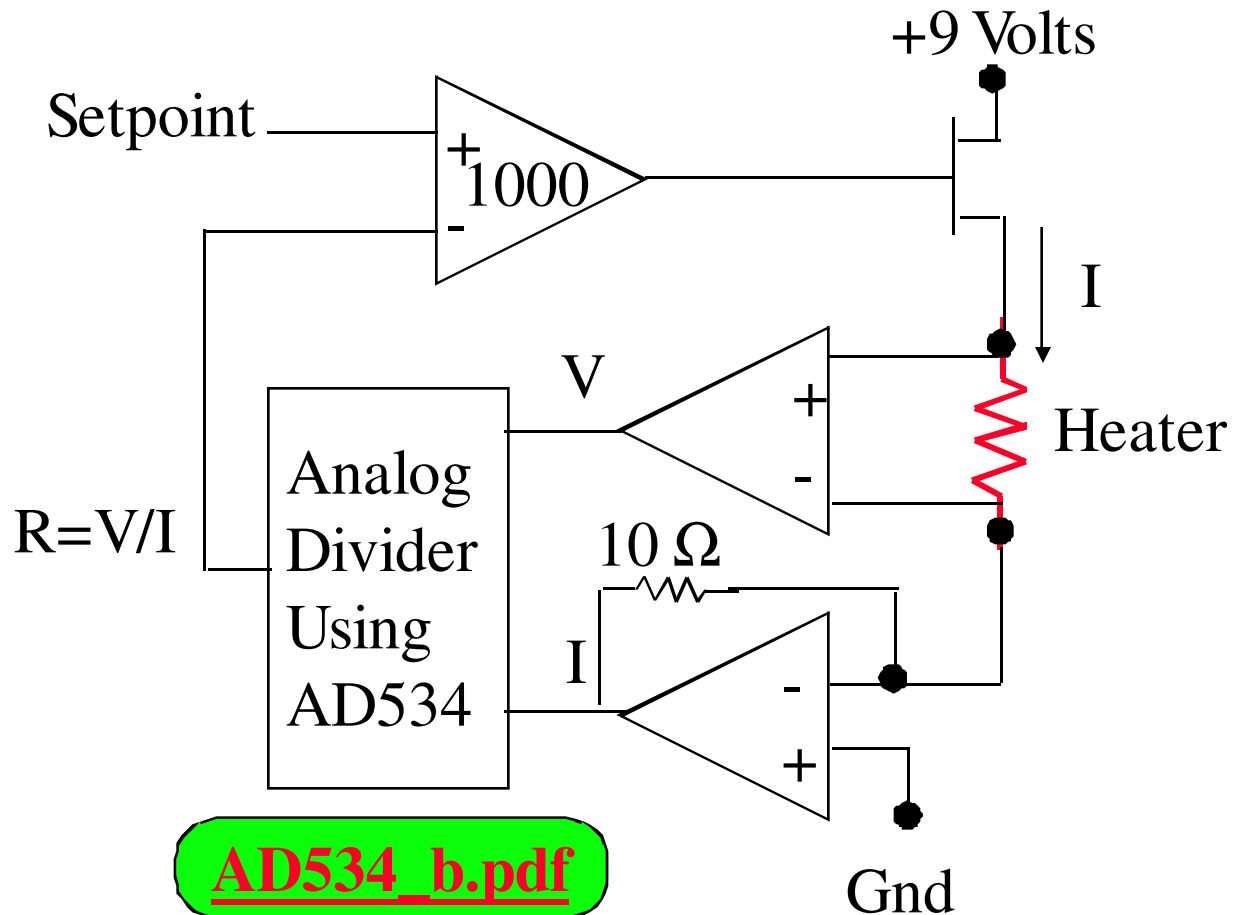 +9 Volts
Setpoint
+
1000
-
I
V
+
-
Heater
Analog
Divider
Using
AD534
R=V/I
10 Ω
I
-
+
AD534_b.pdf
Gnd